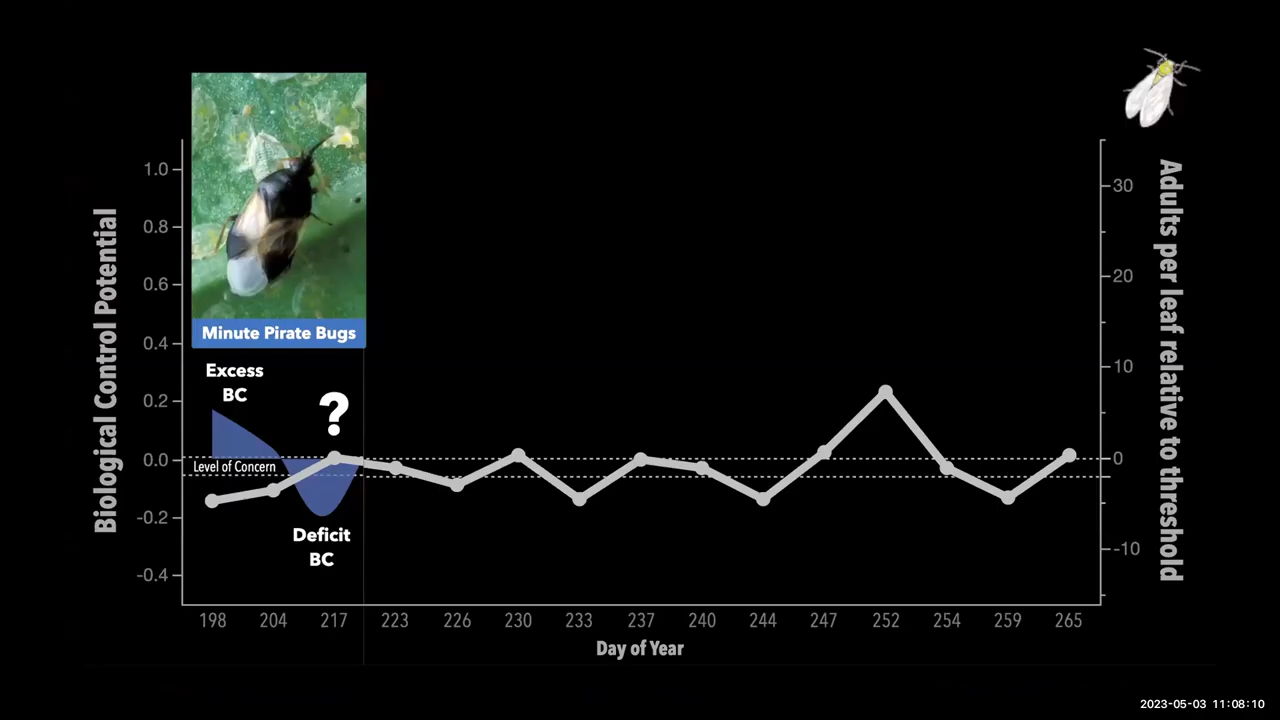 Minute Pirate Bugs
Excess
BC
?
Level of Concern
Deficit
BC
Biological Control Potential
1.0
0.8
0.6
0.4
0.2
0.0
-0.2
-0.4
Adults per leaf relative to threshold
30
20
10
0
-10
198 204 217 223 226 230 233 237 240 244 247 252 254 259 265
Day of Year
2023-05-03 11:08:10